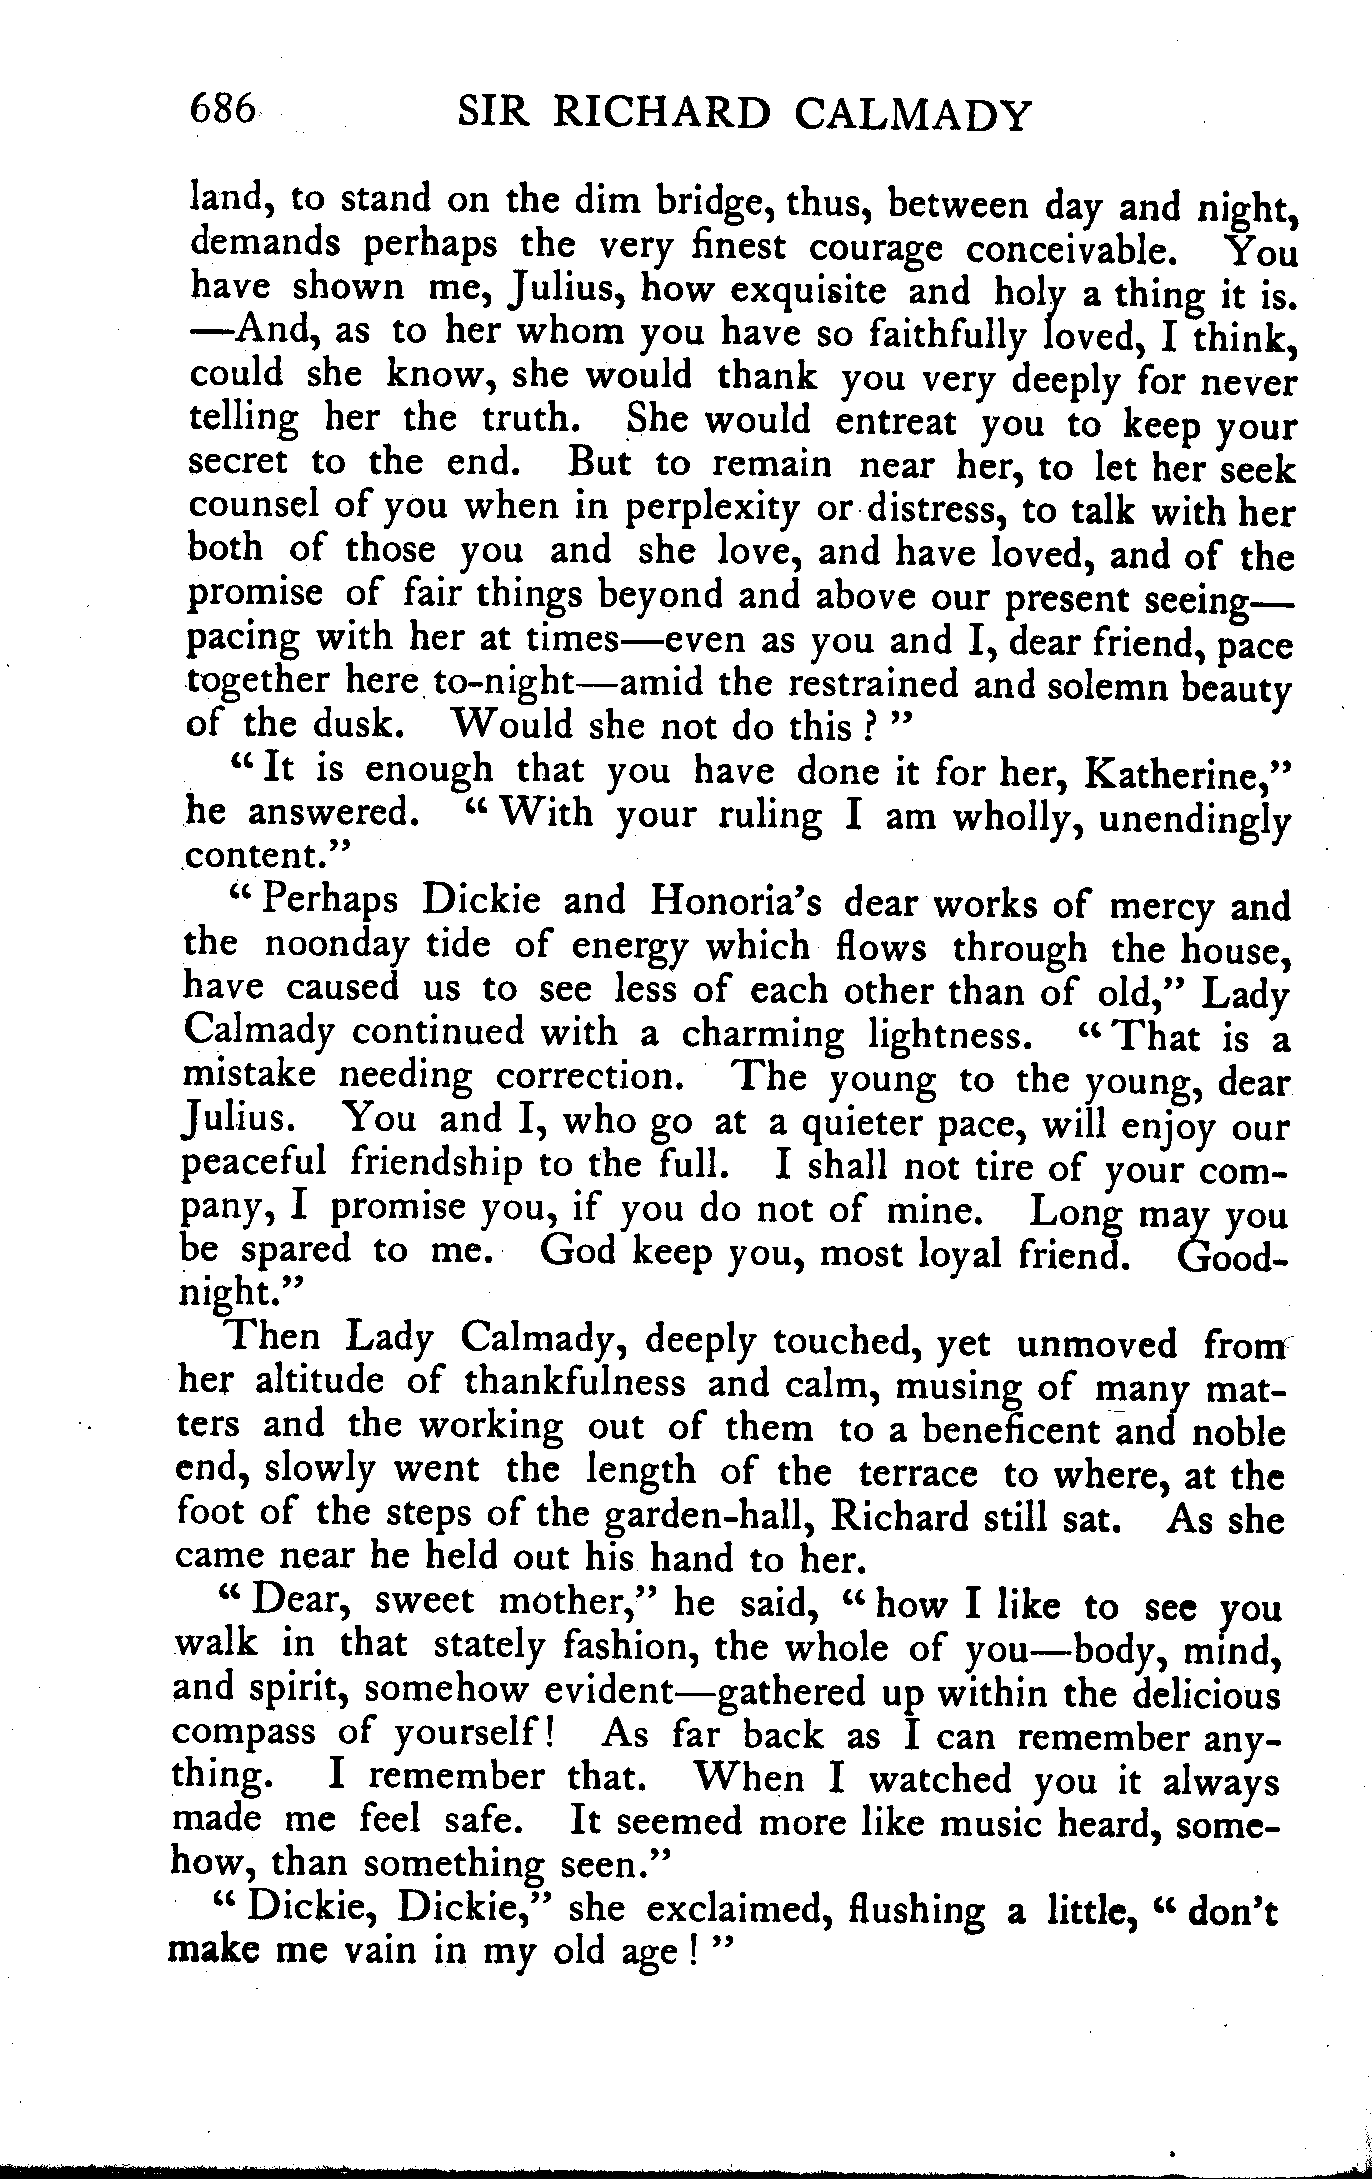 686 SIR RICHARD CALMADY
land, to stand on the dim bridge, thus, between day and night,
demands perhaps the very finest courage conceivable. You
have shown me, Julius, how exquisite and holy a thing it is.
—And, as to her whom you have so faithfully loved, I think,
could she know, she would thank you very deeply for never
telling her the truth. She would entreat you to keep your
secret to the end. But to remain near her, to let her seek
counsel of you when in perplexity or distress, to talk with her
both of those you and she love, and have loved, and of the
promise of fair things beyond and above our present seeing—
pacing with her at times—even as you and I, dear friend, pace
together here to-night—amid the restrained and solemn beauty
of the dusk. Would she not do this ? ”
“ It is enough that you have done it for her, Katherine,”
he answered. “ With your ruling I am wholly, unendingly
content.”
“ Perhaps Dickie and Honoria’s dear works of mercy and
the noonday tide of energy which flows through the house,
have caused us to see less of each other than of old,” Lady
Calmady continued with a charming lightness. “ That is a
mistake needing correction. The young to the young, dear
Julius. You and I, who go at a quieter pace, will enjoy our
peaceful friendship to the full. I shall not tire of your com-
pany, I promise you, if you do not of mine. Long may you
be spared to me. God keep you, most loyal friend. Good-
night.”
Then Lady Calmady, deeply touched, yet unmoved from
her altitude of thankfulness and calm, musing of many mat-
ters and the working out of them to a beneficent and noble
end, slowly went the length of the terrace to where, at the
foot of the steps of the garden-hall, Richard still sat. As she
came near he held out his hand to her.
“ Dear, sweet mother,” he said, “ how I like to see you
walk in that stately fashion, the whole of you—body, mind,
and spirit, somehow evident—gathered up within the delicious
compass of yourself! As far back as I can remember any-
thing. I remember that. When I watched you it always
made me feel safe. It seemed more like music heard, some-
how, than something seen.”
“ Dickie, Dickie,” she exclaimed, flushing a little, “ don’t
make me vain in my old age ! ”